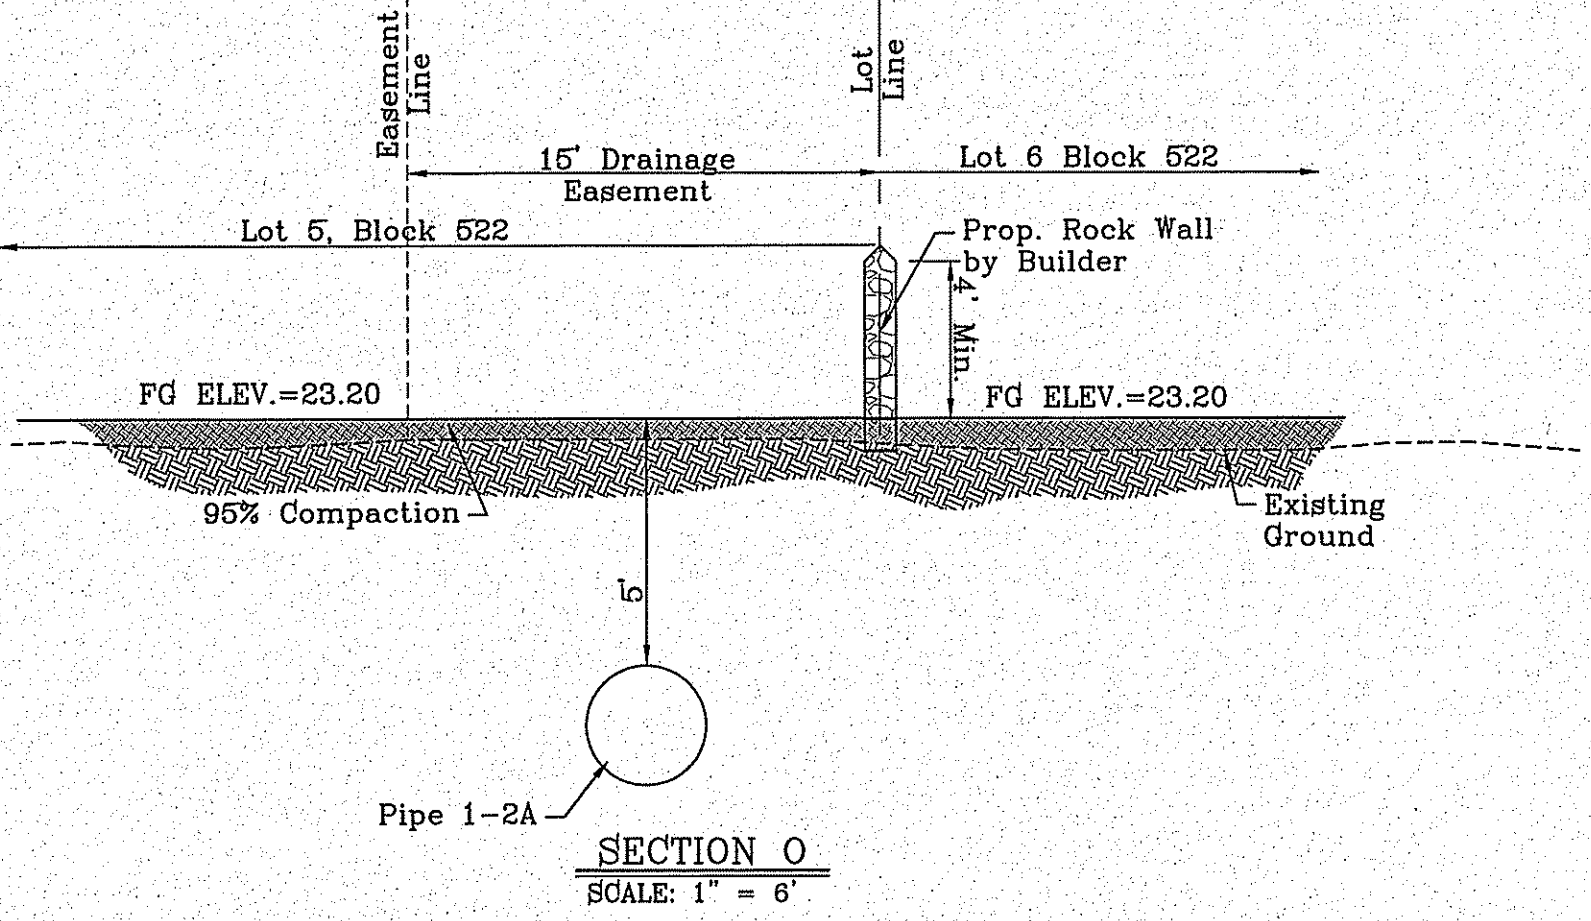 Easement
Line
Lot
Line
15' Drainage
Easement
Lot 6 Block 522
Lot 5, Block 522
Prop. Rock Wall
by Builder
4' Min.
FG ELEV.=23.20
FG ELEV.=23.20
95% Compaction
Existing
Ground
5'
Pipe 1-2A
SECTION O
SCALE: 1" = 6'